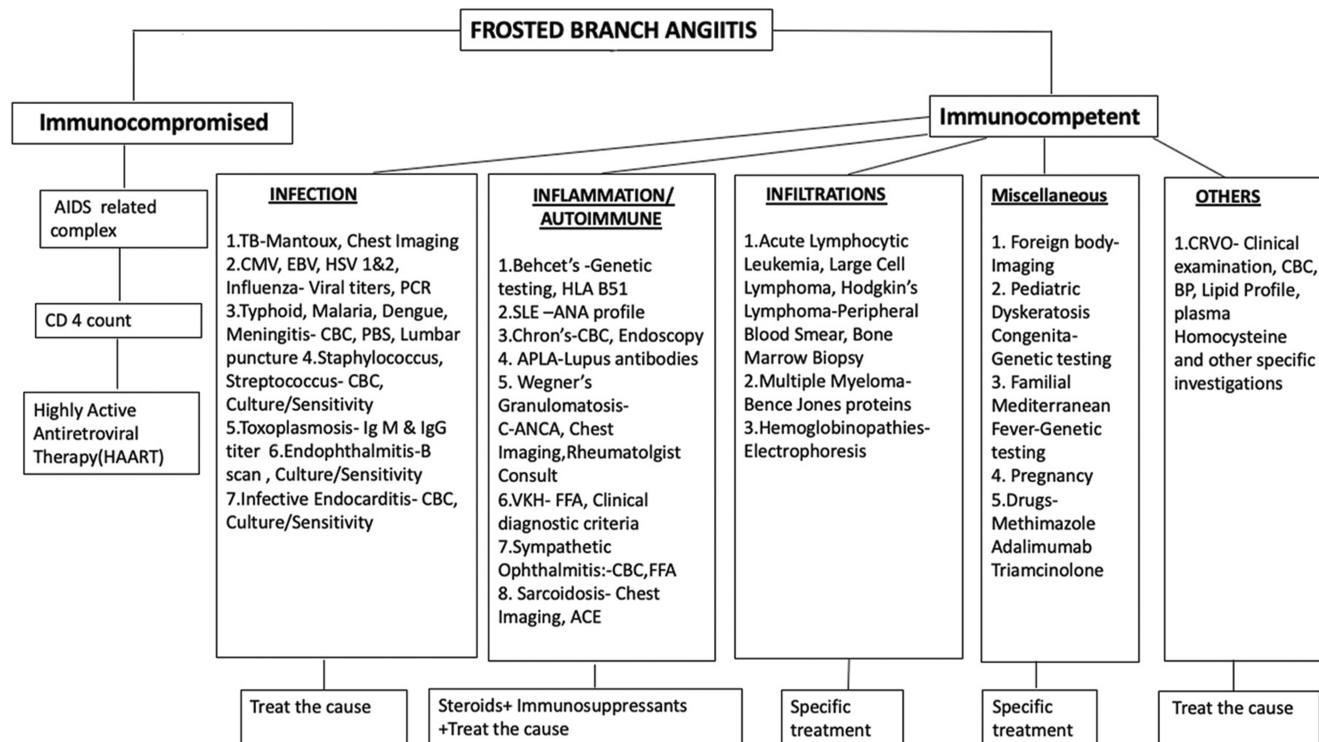 FROSTED BRANCH ANGIITIS
Immunocompromised
Immunocompetent
AIDS related
complex
CD 4 count
Highly Active
Antiretroviral
Therapy(HAART)
INFECTION
1.TB-Mantoux, Chest Imaging
2.CMV, EBV, HSV 1&2,
Influenza- Viral titers, PCR
3.Typhoid, Malaria, Dengue,
Meningitis- CBC, PBS, Lumbar
puncture 4.Staphylococcus,
Streptococcus- CBC,
Culture/Sensitivity
5.Toxoplasmosis- Ig M & IgG
titer 6.Endophthalmitis-B
scan , Culture/Sensitivity
7.Infective Endocarditis- CBC,
Culture/Sensitivity
Treat the cause
INFLAMMATION/
AUTOIMMUNE
1.Behcet's -Genetic
testing, HLA B51
2.SLE –ANA profile
3.Chron's-CBC, Endoscopy
4. APLA-Lupus antibodies
5. Wegner's
Granulomatosis-
C-ANCA, Chest
Imaging,Rheumatolgist
Consult
6.VKH- FFA, Clinical
diagnostic criteria
7.Sympathetic
Ophthalmitis:-CBC,FFA
8. Sarcoidosis- Chest
Imaging, ACE
Steroids+ Immunosuppressants
+Treat the cause
INFILTRATIONS
1.Acute Lymphocytic
Leukemia, Large Cell
Lymphoma, Hodgkin's
Lymphoma-Peripheral
Blood Smear, Bone
Marrow Biopsy
2.Multiple Myeloma-
Bence Jones proteins
3.Hemoglobinopathies-
Electrophoresis
Specific
treatment
Miscellaneous
1. Foreign body-
Imaging
2. Pediatric
Dyskeratosis
Congenita-
Genetic testing
3. Familial
Mediterranean
Fever-Genetic
testing
4. Pregnancy
5.Drugs-
Methimazole
Adalimumab
Triamcinolone
Specific
treatment
OTHERS
1.CRVO- Clinical
examination, CBC,
BP, Lipid Profile,
plasma
Homocysteine
and other specific
investigations
Treat the cause